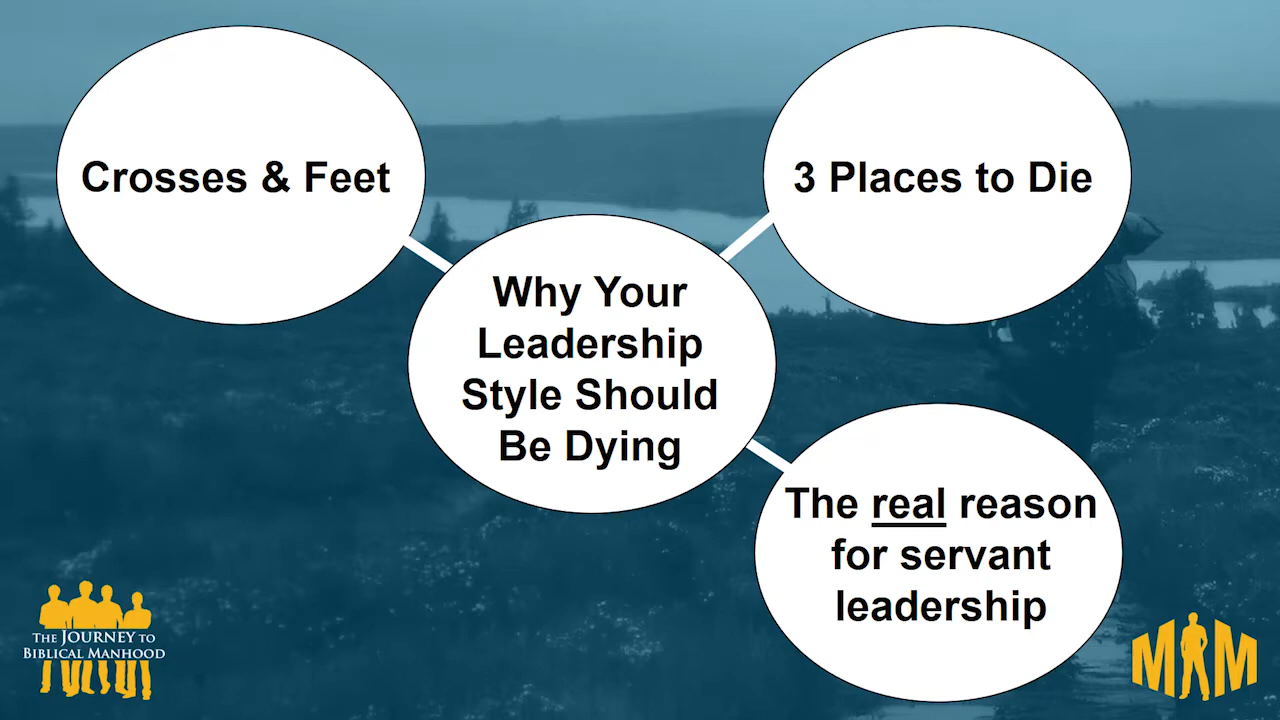 Crosses & Feet
3 Places to Die
Why Your
Leadership
Style Should
Be Dying
The real reason
for servant
leadership
THE JOURNEY TO
BIBLICAL MANHOOD
MM